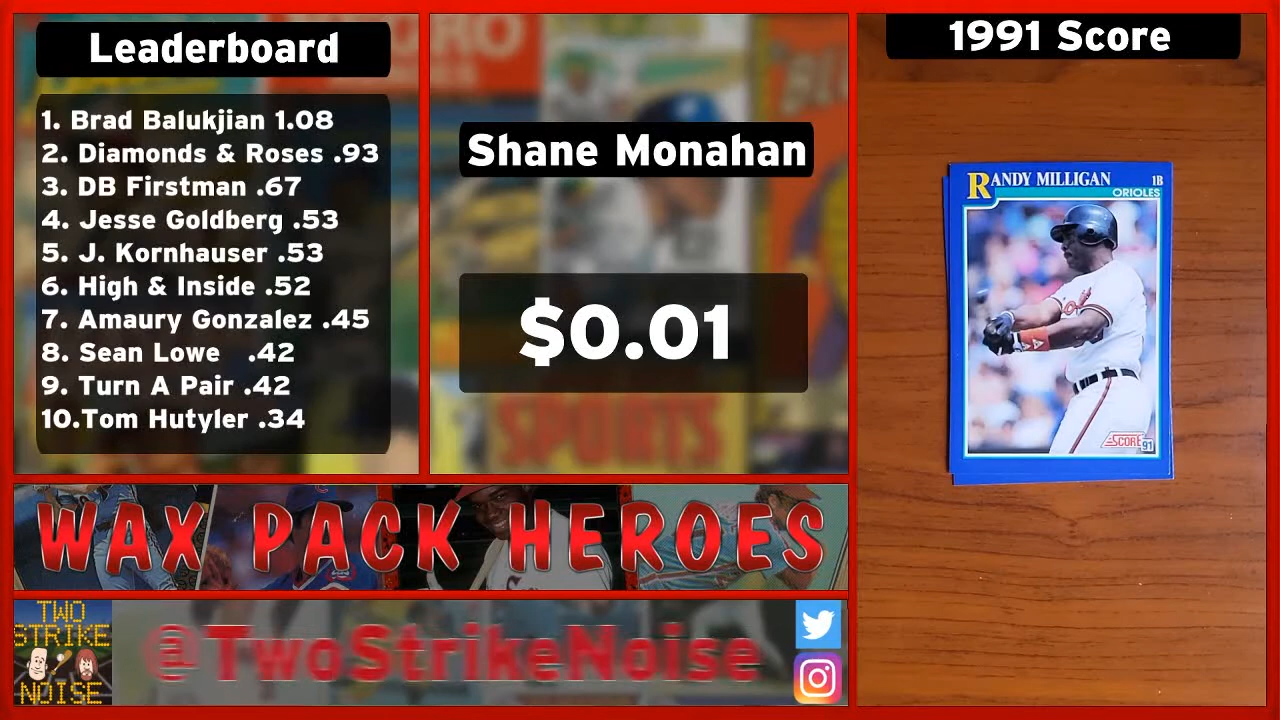 Leaderboard
1. Brad Balukjian 1.08
2. Diamonds & Roses .93
3. DB Firstman .67
4. Jesse Goldberg .53
5. J. Kornhauser .53
6. High & Inside .52
7. Amaury Gonzalez .45
8. Sean Lowe .42
9. Turn A Pair .42
10.Tom Hutyler .34
Shane Monahan
$0.01
SPORTS
WAX PACK HEROES
TWO
STRIKE
NOISE
@TwoStrikeNoise
1991 Score
RANDY MILLIGAN 1B
ORIOLES
SCORE 91